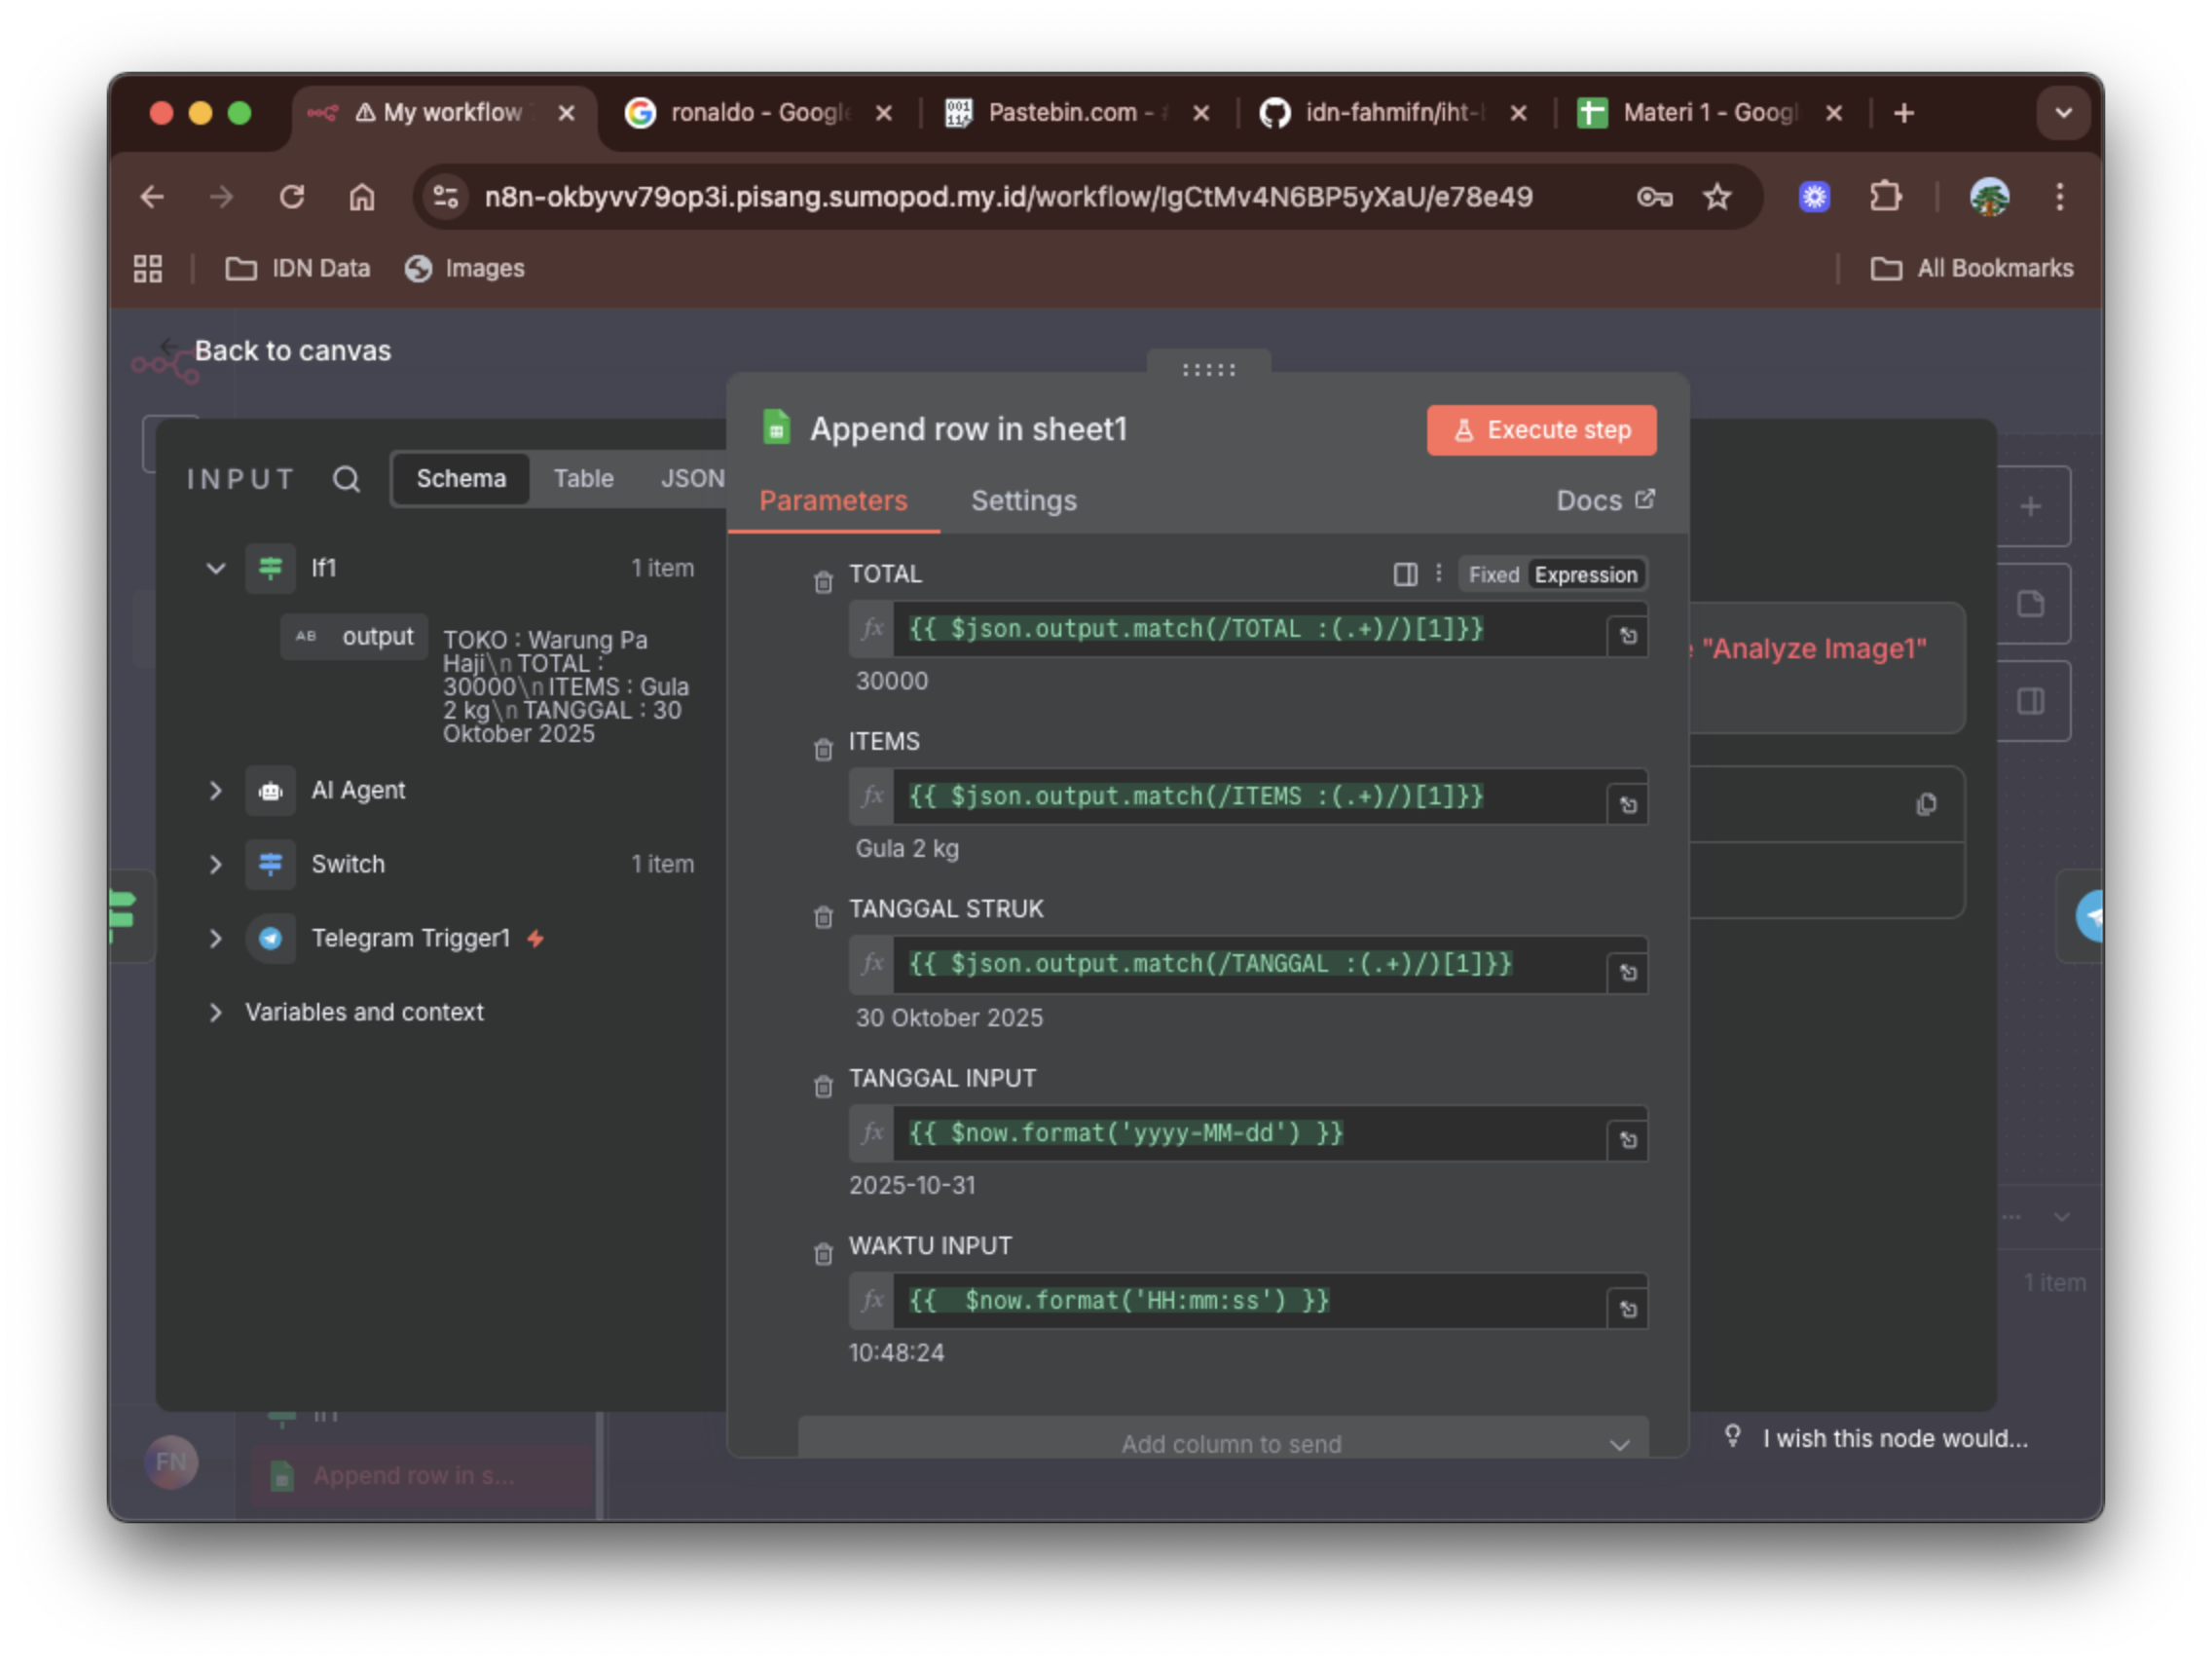 My workflow
ronaldo - Google
Pastebin.com -
idn-fahmifn/iht-
Materi 1 - Googl
n8n-okbyvv79op3i.pisang.sumopod.my.id/workflow/IgCtMv4N6BP5yXaU/e78e49
IDN Data
Images
All Bookmarks
Back to canvas
INPUT
Schema
Table
JSON
If1
1 item
AB
output
TOKO : Warung Pa
Haji\n TOTAL :
30000\n ITEMS : Gula
2 kg\n TANGGAL : 30
Oktober 2025
AI Agent
Switch
1 item
Telegram Trigger1
Variables and context
Append row in sheet1
Execute step
Parameters
Settings
Docs
TOTAL
Fixed
Expression
fx
{{ $json.output.match(/TOTAL :(.+)/)[1]}}
30000
ITEMS
fx
{{ $json.output.match(/ITEMS :(.+)/)[1]}}
Gula 2 kg
TANGGAL STRUK
fx
{{ $json.output.match(/TANGGAL :(.+)/)[1]}}
30 Oktober 2025
TANGGAL INPUT
fx
{{ $now.format('yyyy-MM-dd') }}
2025-10-31
WAKTU INPUT
fx
{{  $now.format('HH:mm:ss') }}
10:48:24
Add column to send
"Analyze Image1"
1 item
I wish this node would...
FN
Append row in s...